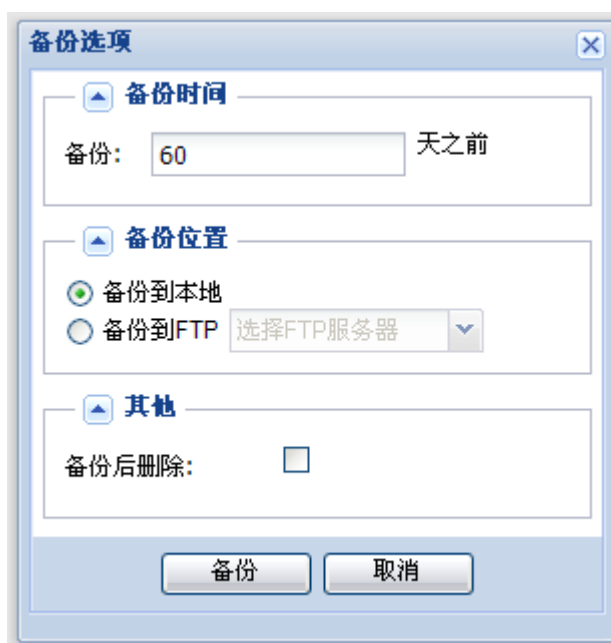 备份选项
备份时间
备份: 60 天之前
备份位置
备份到本地
备份到FTP 选择FTP服务器
其他
备份后删除:
备份 取消